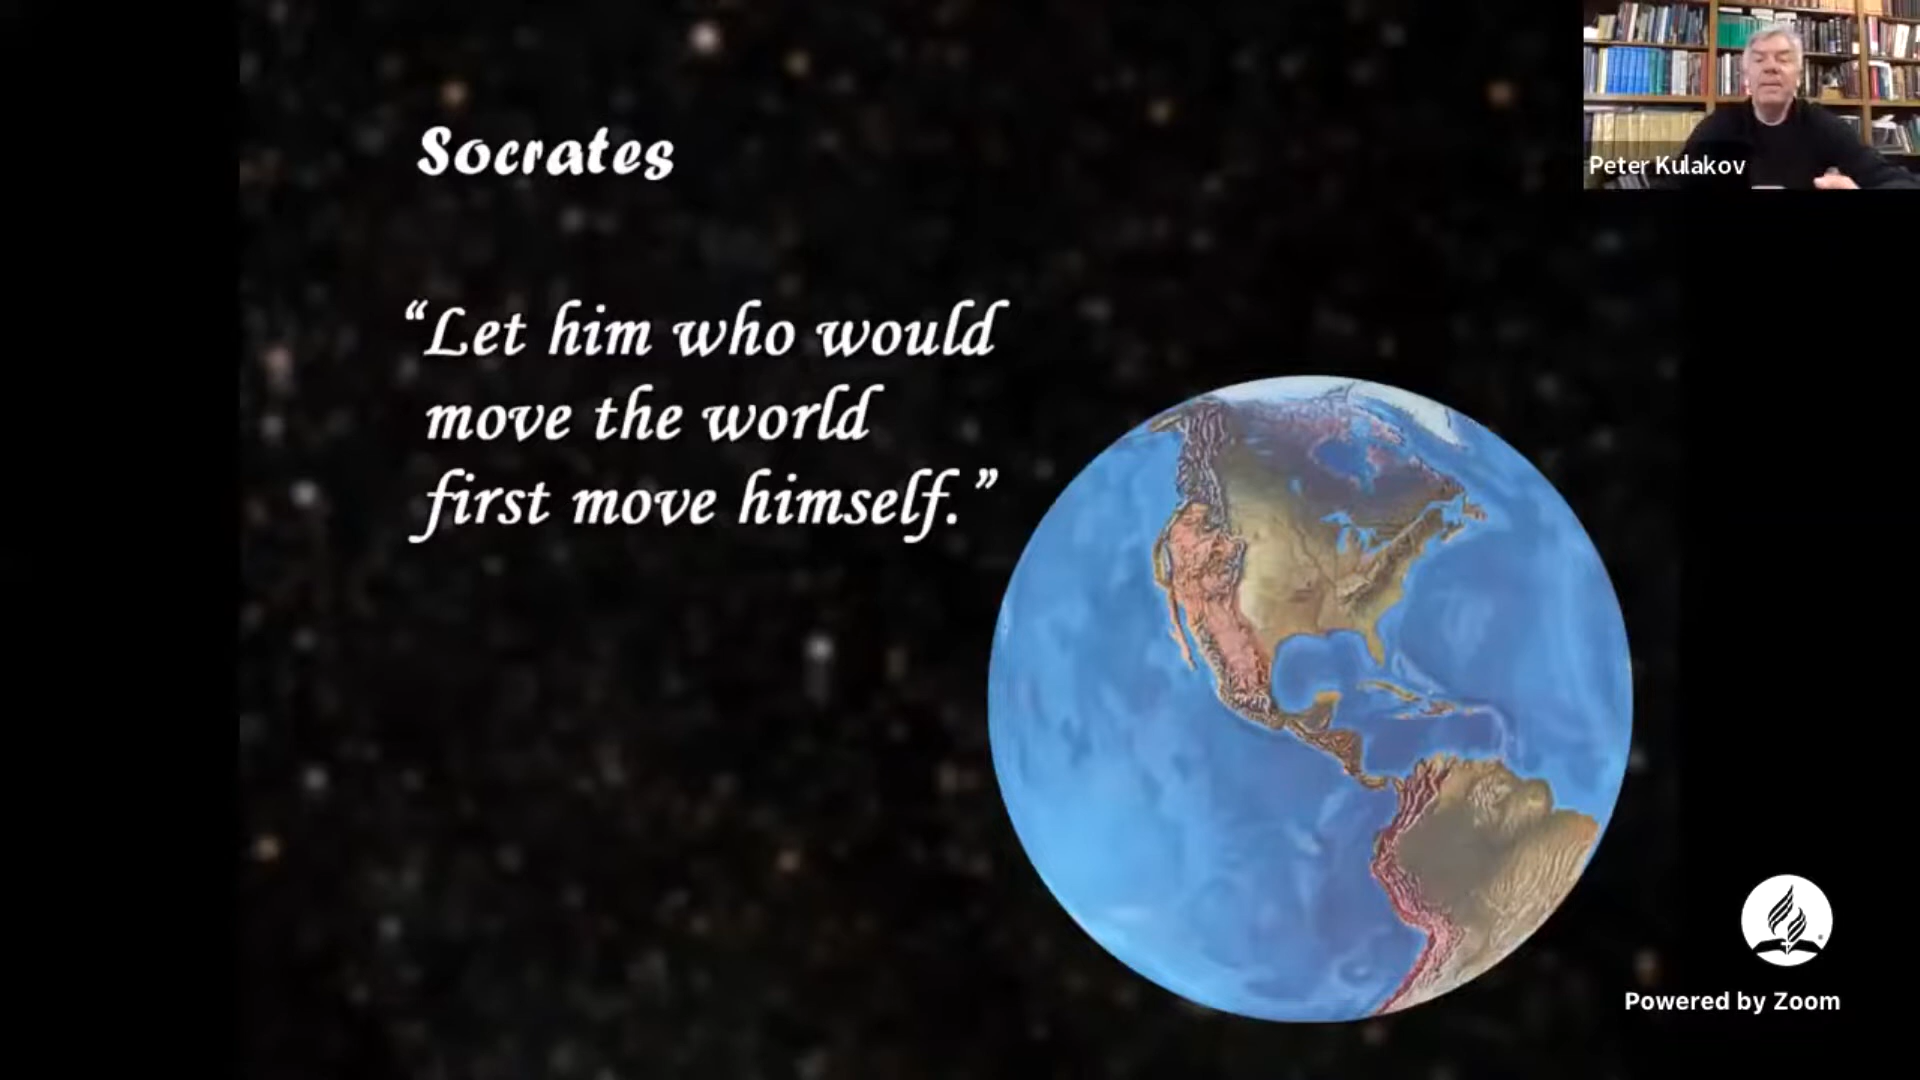 Socrates
“Let him who would
move the world
first move himself.”
Peter Kulakov
Powered by Zoom